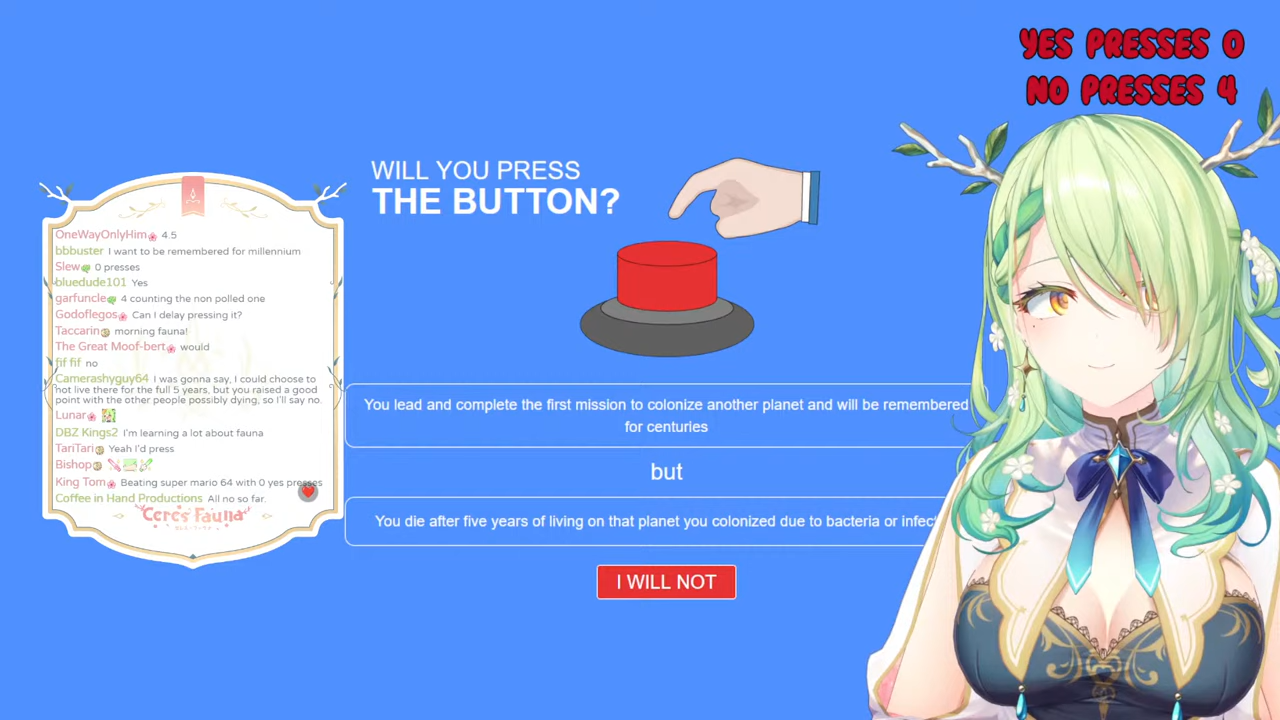 YES PRESSES 0
NO PRESSES 4
WILL YOU PRESS
THE BUTTON?
OneWayOnlyHim 4.5
bbbuster I want to be remembered for millennium
Slew 0 presses
bluedude101 Yes
garfuncle 4 counting the non polled one
Godoflegos Can I delay pressing it?
Taccarin morning fauna!
The Great Moof-bert would
fif fif no
Camerashyguy64 I was gonna say, I could choose to
not live there for the full 5 years, but you raised a good
point with the other people possibly dying, so I'll say no.
Lunar
DBZ Kings2 I'm learning a lot about fauna
TariTari Yeah I'd press
Bishop
King Tom Beating super mario 64 with 0 yes presses
Coffee in Hand Productions All no so far.
Ceres Fauna
You lead and complete the first mission to colonize another planet and will be remembered
for centuries
but
You die after five years of living on that planet you colonized due to bacteria or
I WILL NOT